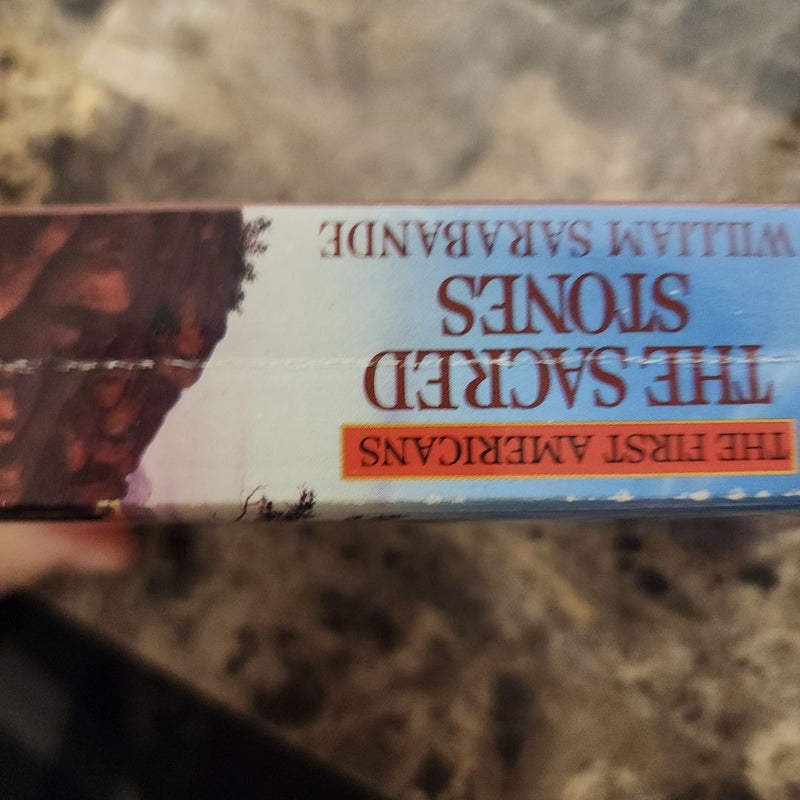 THE FIRST AMERICANS
THE SACRED
STONES
WILLIAM SARABANDE